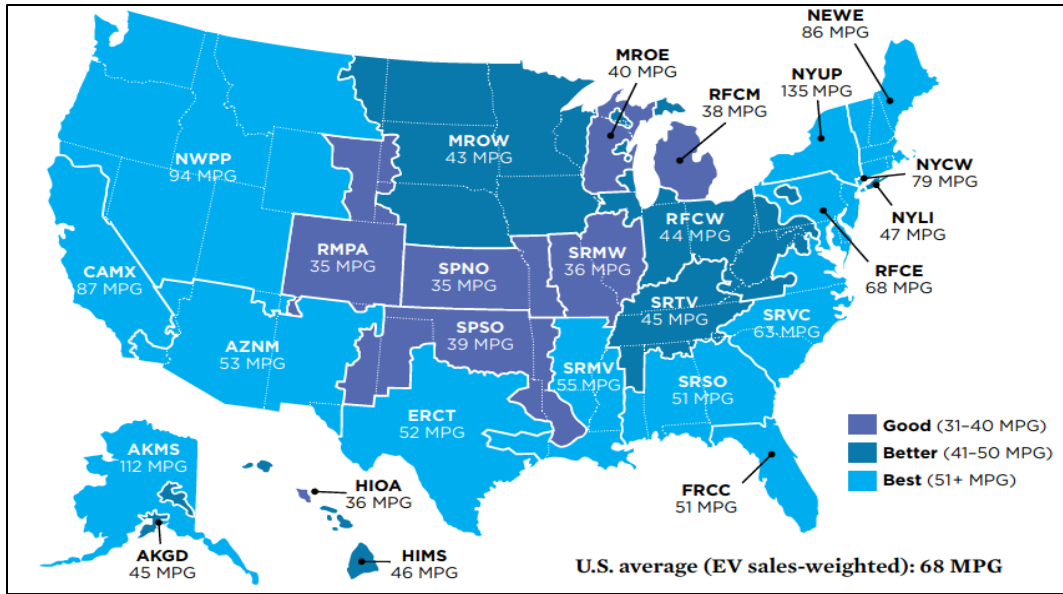 NEWE
86 MPG
MROE
40 MPG
NYUP
135 MPG
RFCM
38 MPG
MROW
43 MPG
NWPP
94 MPG
NYCW
79 MPG
NYLI
47 MPG
RFCW
44 MPG
RMPA
35 MPG
SRMW
36 MPG
SPNO
35 MPG
CAMX
87 MPG
RFCE
68 MPG
SRTV
45 MPG
SRVC
63 MPG
SPSO
39 MPG
AZNM
53 MPG
SRMV
55 MPG
SRSO
51 MPG
ERCT
52 MPG
Good (31–40 MPG)
Better (41–50 MPG)
Best (51+ MPG)
AKMS
112 MPG
HIOA
36 MPG
FRCC
51 MPG
AKGD
45 MPG
HIMS
46 MPG
U.S. average (EV sales-weighted): 68 MPG